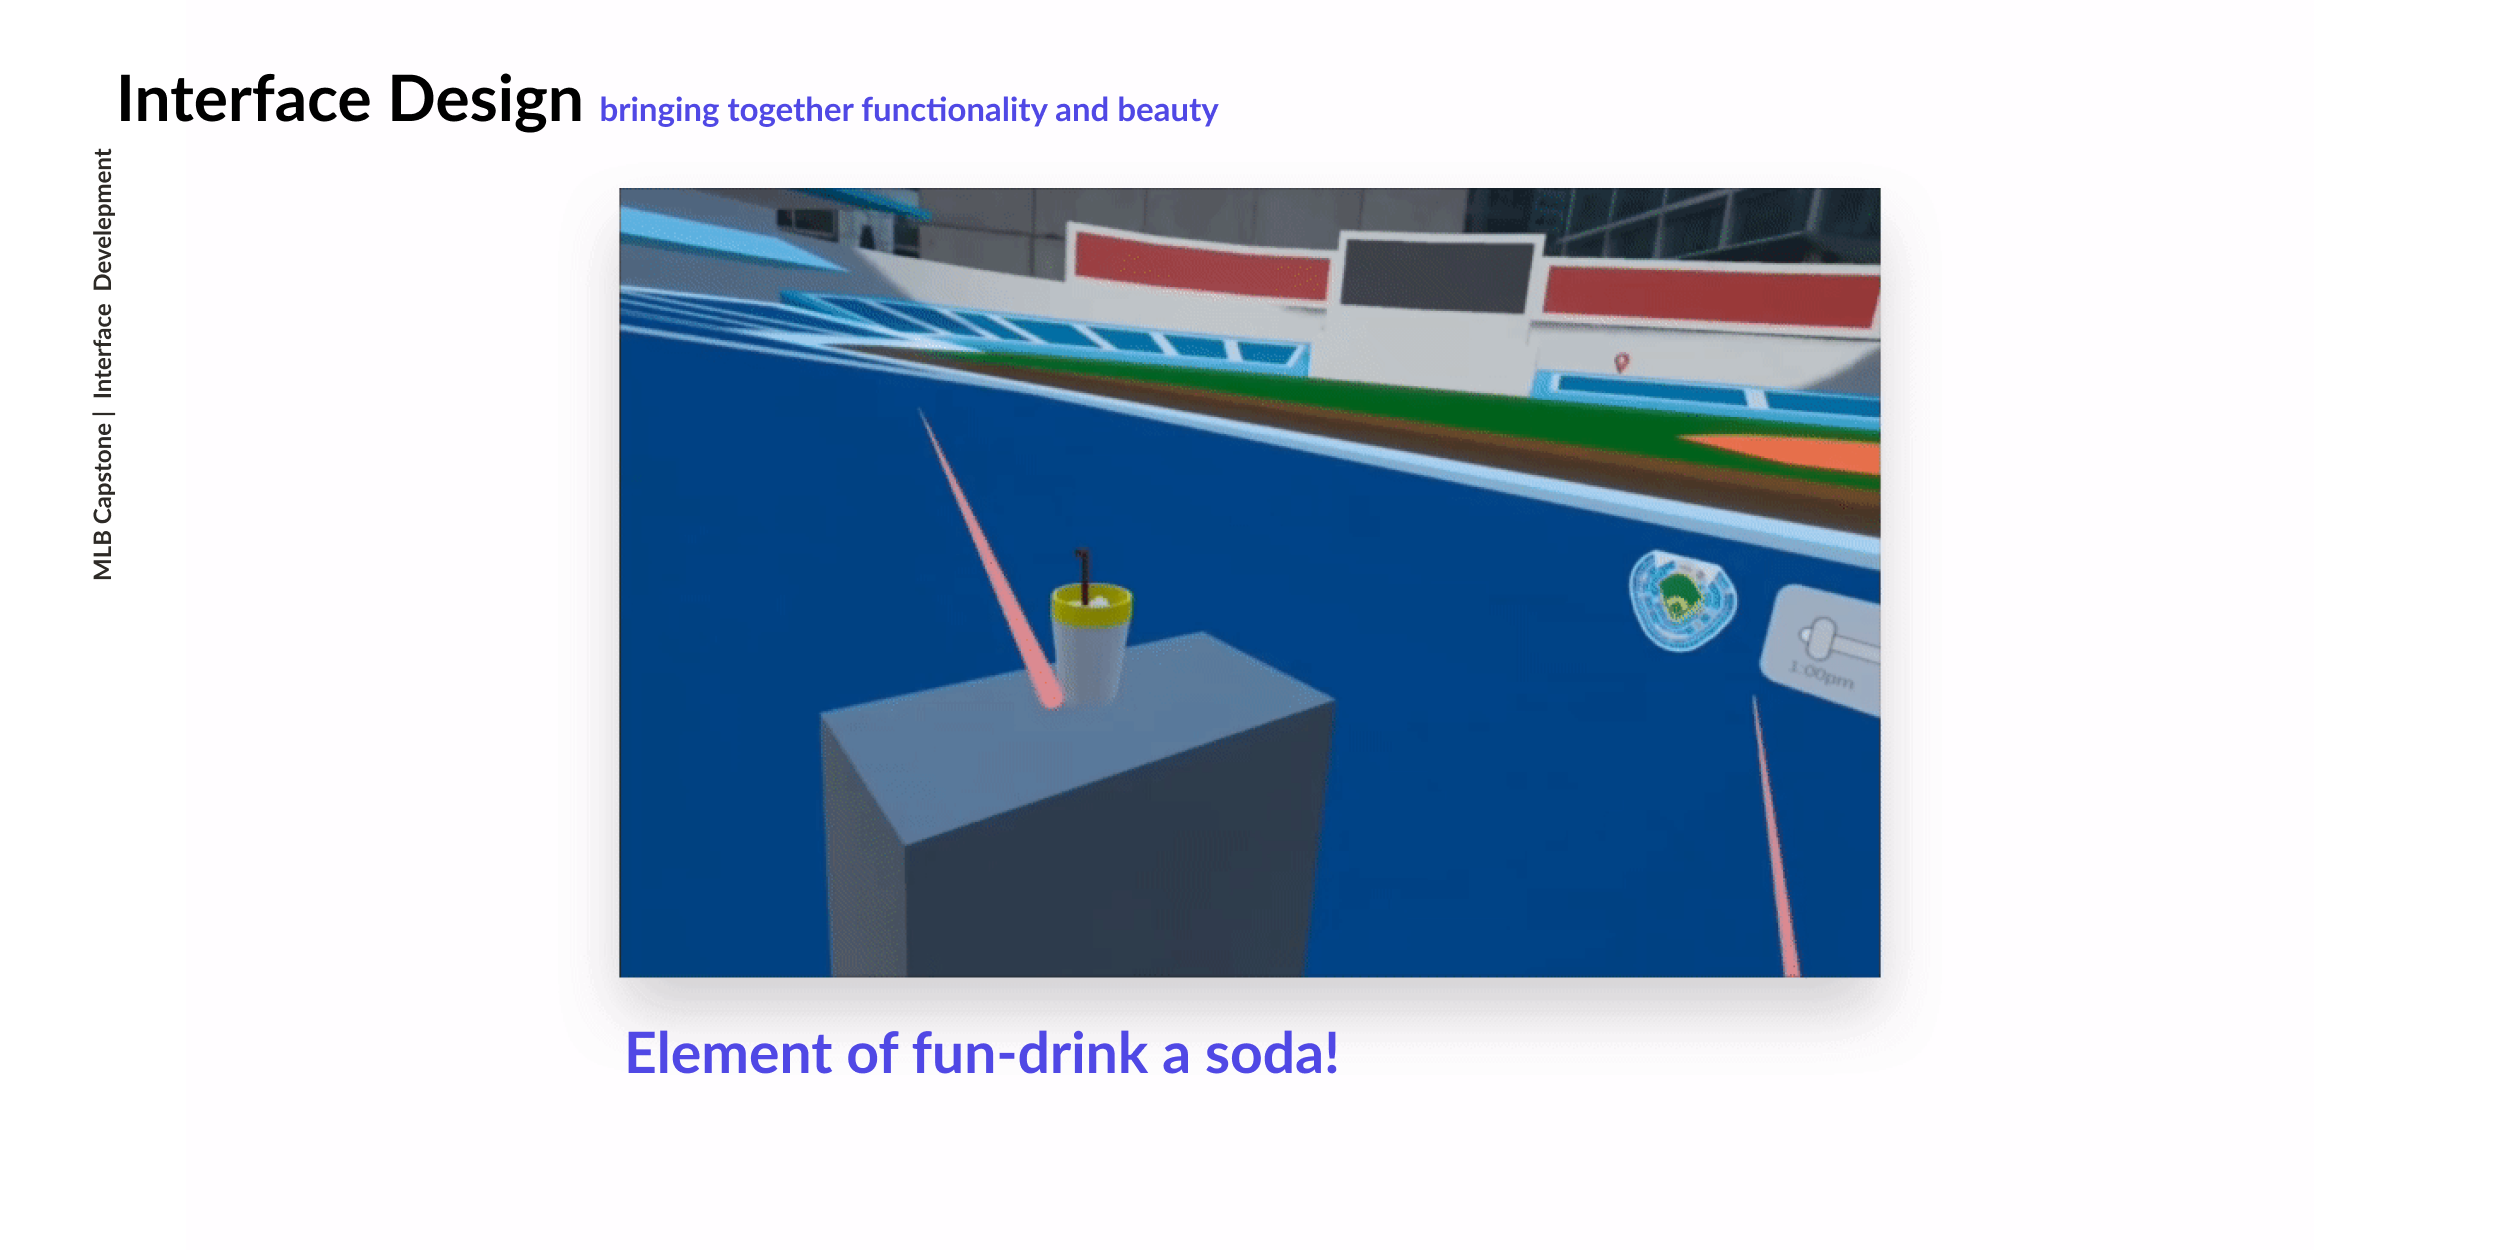 Interface Design bringing together functionality and beauty
MLB Capstone | Interface Develepment
1:00pm
Element of fun-drink a soda!